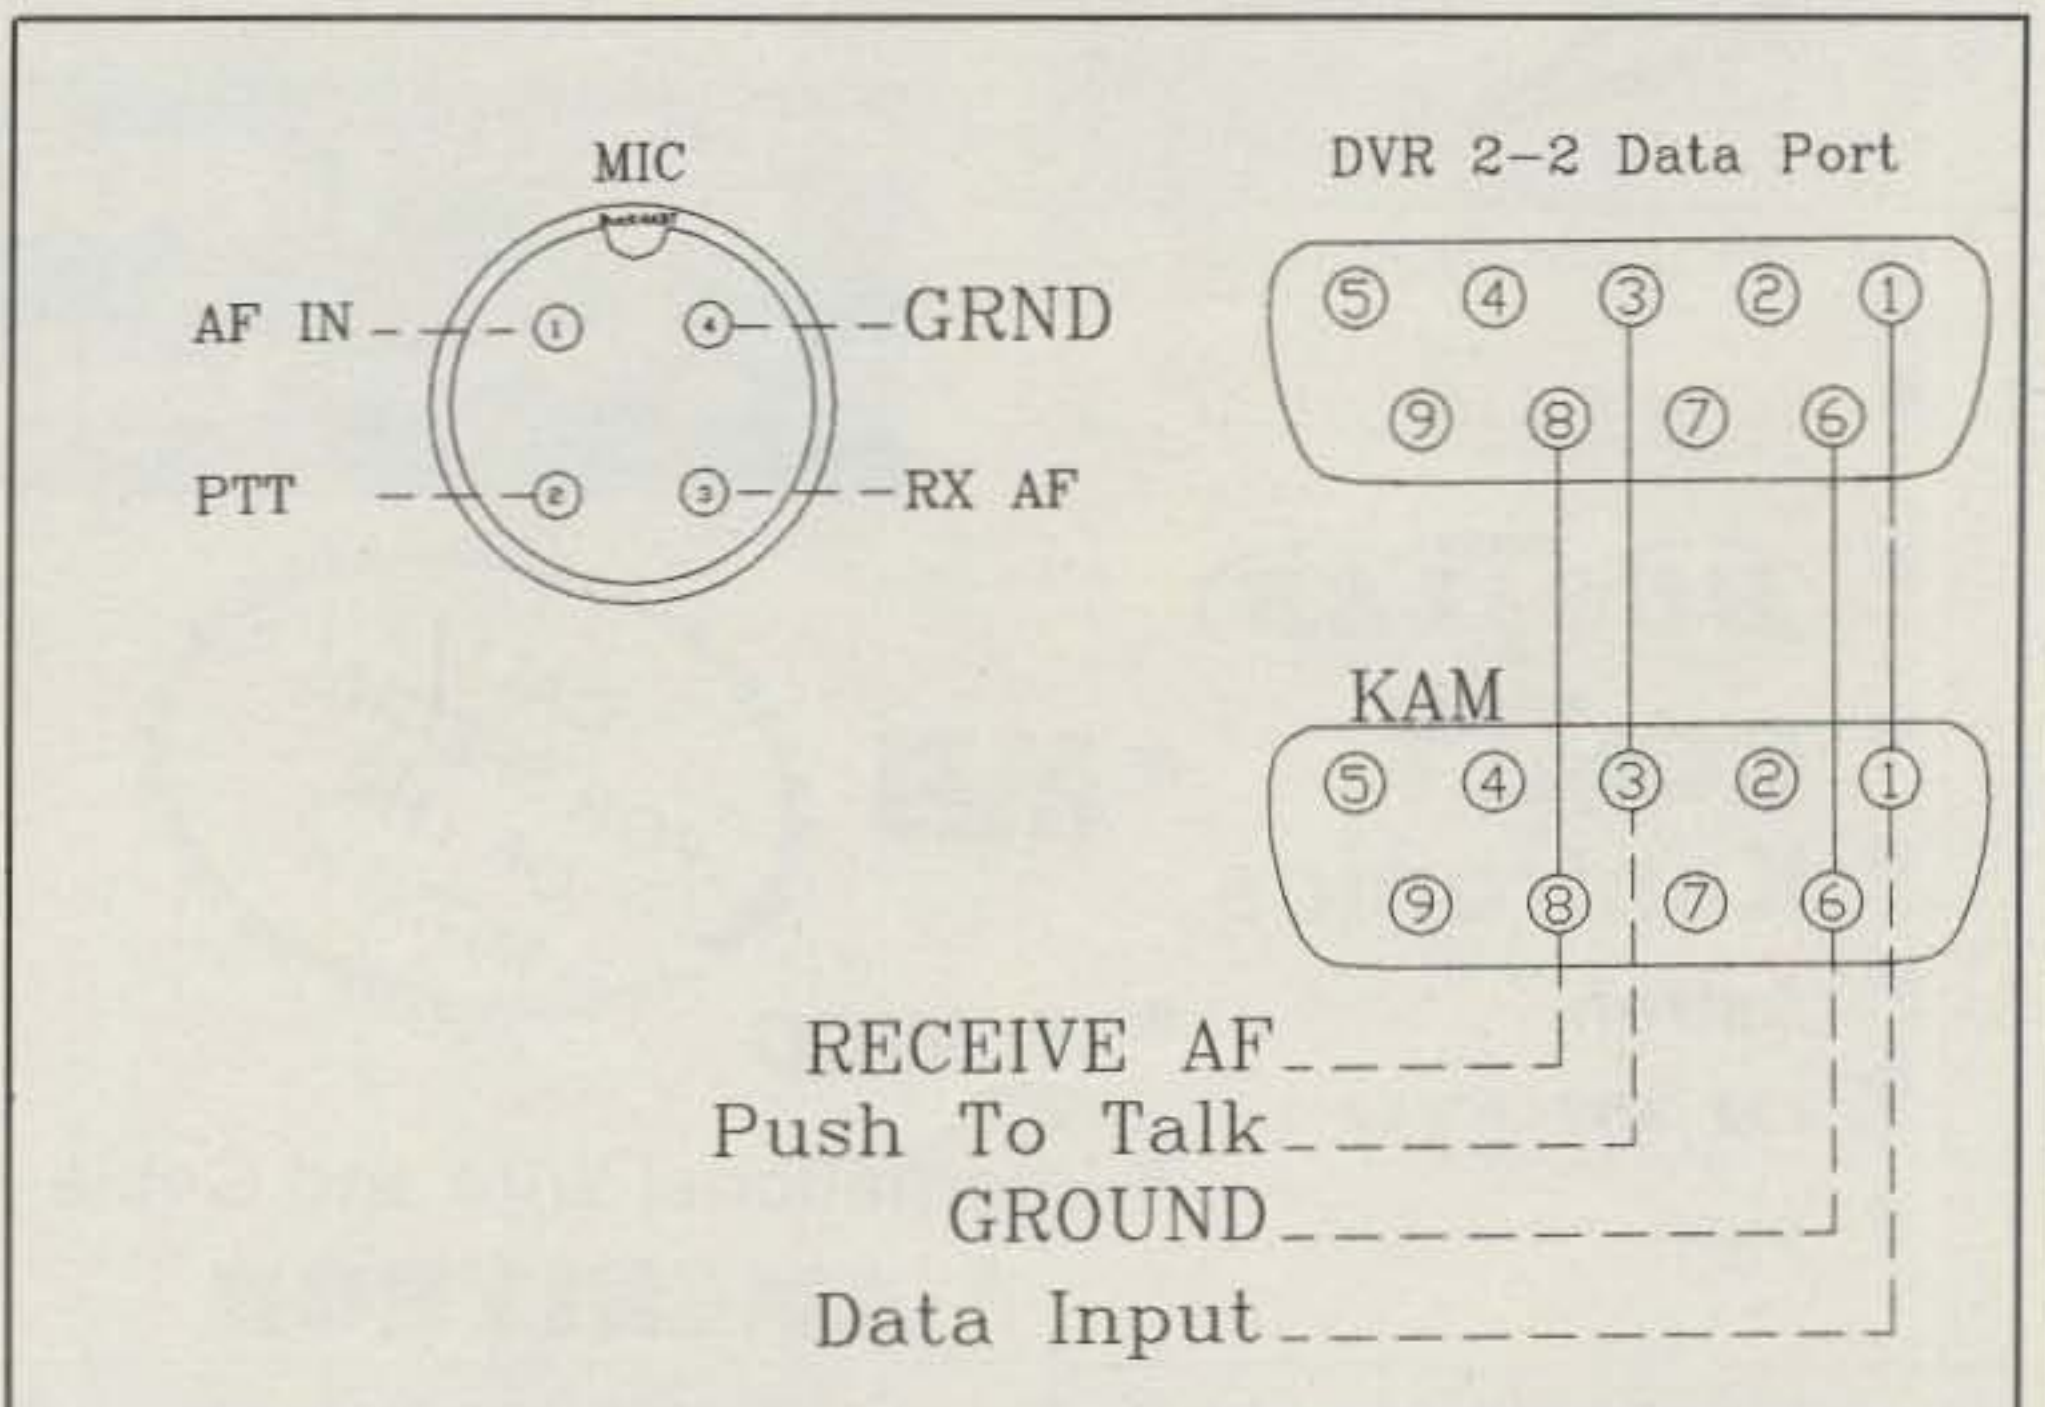 MIC
AF IN
1
4
GRND
PTT
2
3
RX AF
DVR 2-2 Data Port
5 4 3 2 1
9 8 7 6
KAM
5 4 3 2 1
9 8 7 6
RECEIVE AF
Push To Talk
GROUND
Data Input